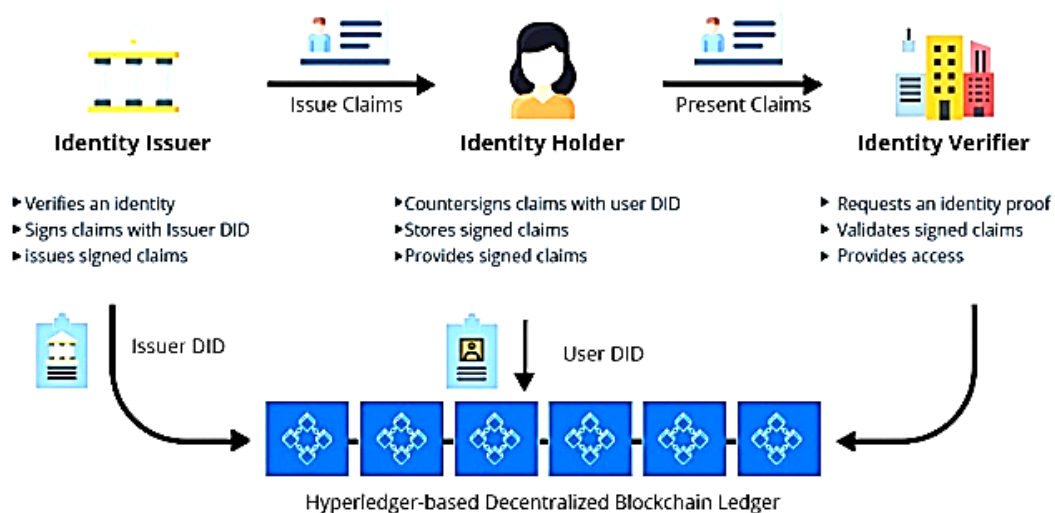 Issue Claims
Present Claims
Identity Issuer
Identity Holder
Identity Verifier
Verifies an identity
Signs claims with Issuer DID
issues signed claims
Countersigns claims with user DID
Stores signed claims
Provides signed claims
Requests an identity proof
Validates signed claims
Provides access
Issuer DID
User DID
Hyperledger-based Decentralized Blockchain Ledger